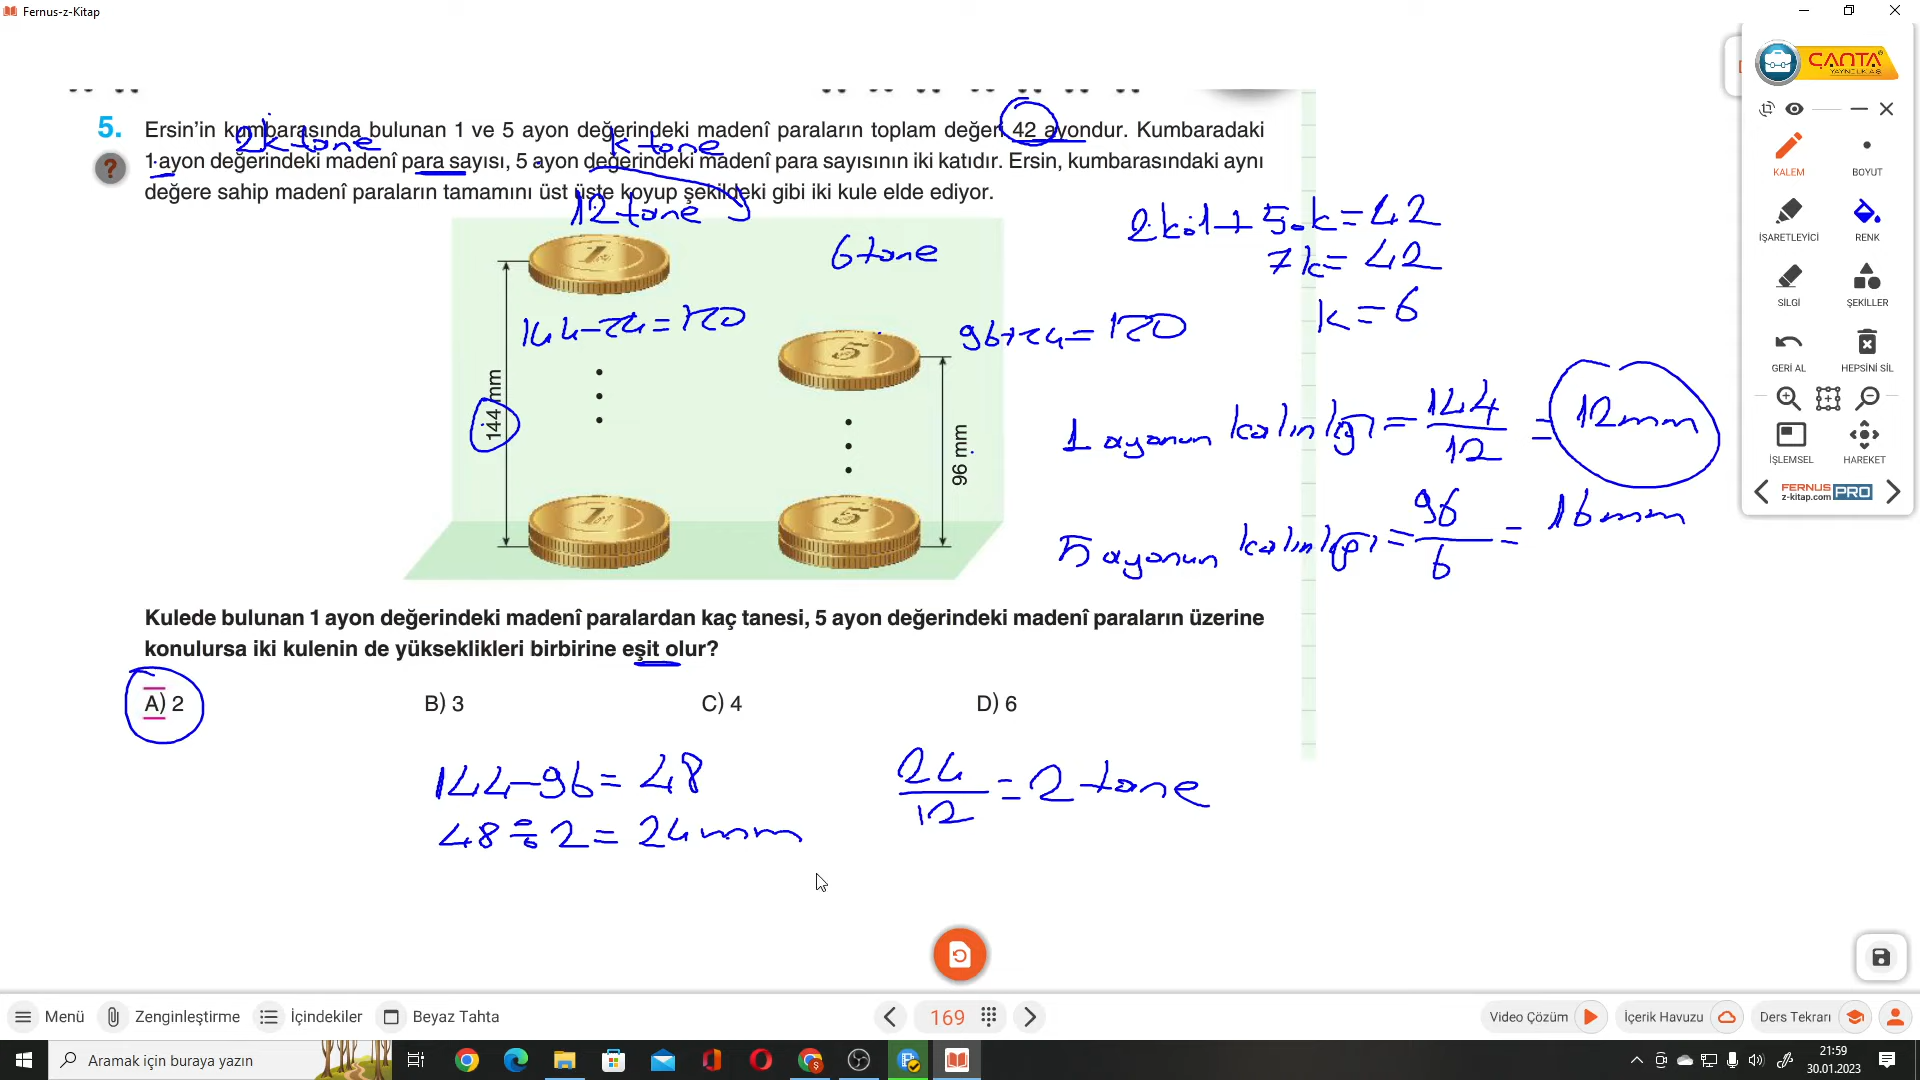 Fernus-z-Kitap
ÇANTA
YAYINCILIK
5. Ersin'in kumbarasında bulunan 1 ve 5 ayon değerindeki madenî paraların toplam değeri 42 ayondur. Kumbaradaki
2k tane k tane
1 ayon değerindeki madenî para sayısı, 5 ayon değerindeki madenî para sayısının iki katıdır. Ersin, kumbarasındaki aynı
değere sahip madenî paraların tamamını üst üste koyup şekildeki gibi iki kule elde ediyor.
12 tane
6 tane
2k.1+5.k=42
7k=42
k=6
144-24=120
96+24=120
144 mm
96 mm
1
5
1
5
1 ayonun kalınlığı = 144/12 = 12mm
5 ayonun kalınlığı = 96/6 = 16mm
Kulede bulunan 1 ayon değerindeki madenî paralardan kaç tanesi, 5 ayon değerindeki madenî paraların üzerine
konulursa iki kulenin de yükseklikleri birbirine eşit olur?
A) 2 B) 3 C) 4 D) 6
144-96=48
48÷2=24mm
24/12=2 tane
KALEM BOYUT
İŞARETLEYİCİ RENK
SİLGİ ŞEKİLLER
GERİ AL HEPSİNİ SİL
İŞLEMSEL HAREKET
FERNUS
z-kitap.com PRO
Menü Zenginleştirme İçindekiler Beyaz Tahta 169 Video Çözüm İçerik Havuzu Ders Tekrarı
Aramak için buraya yazın
21:59
30.01.2023